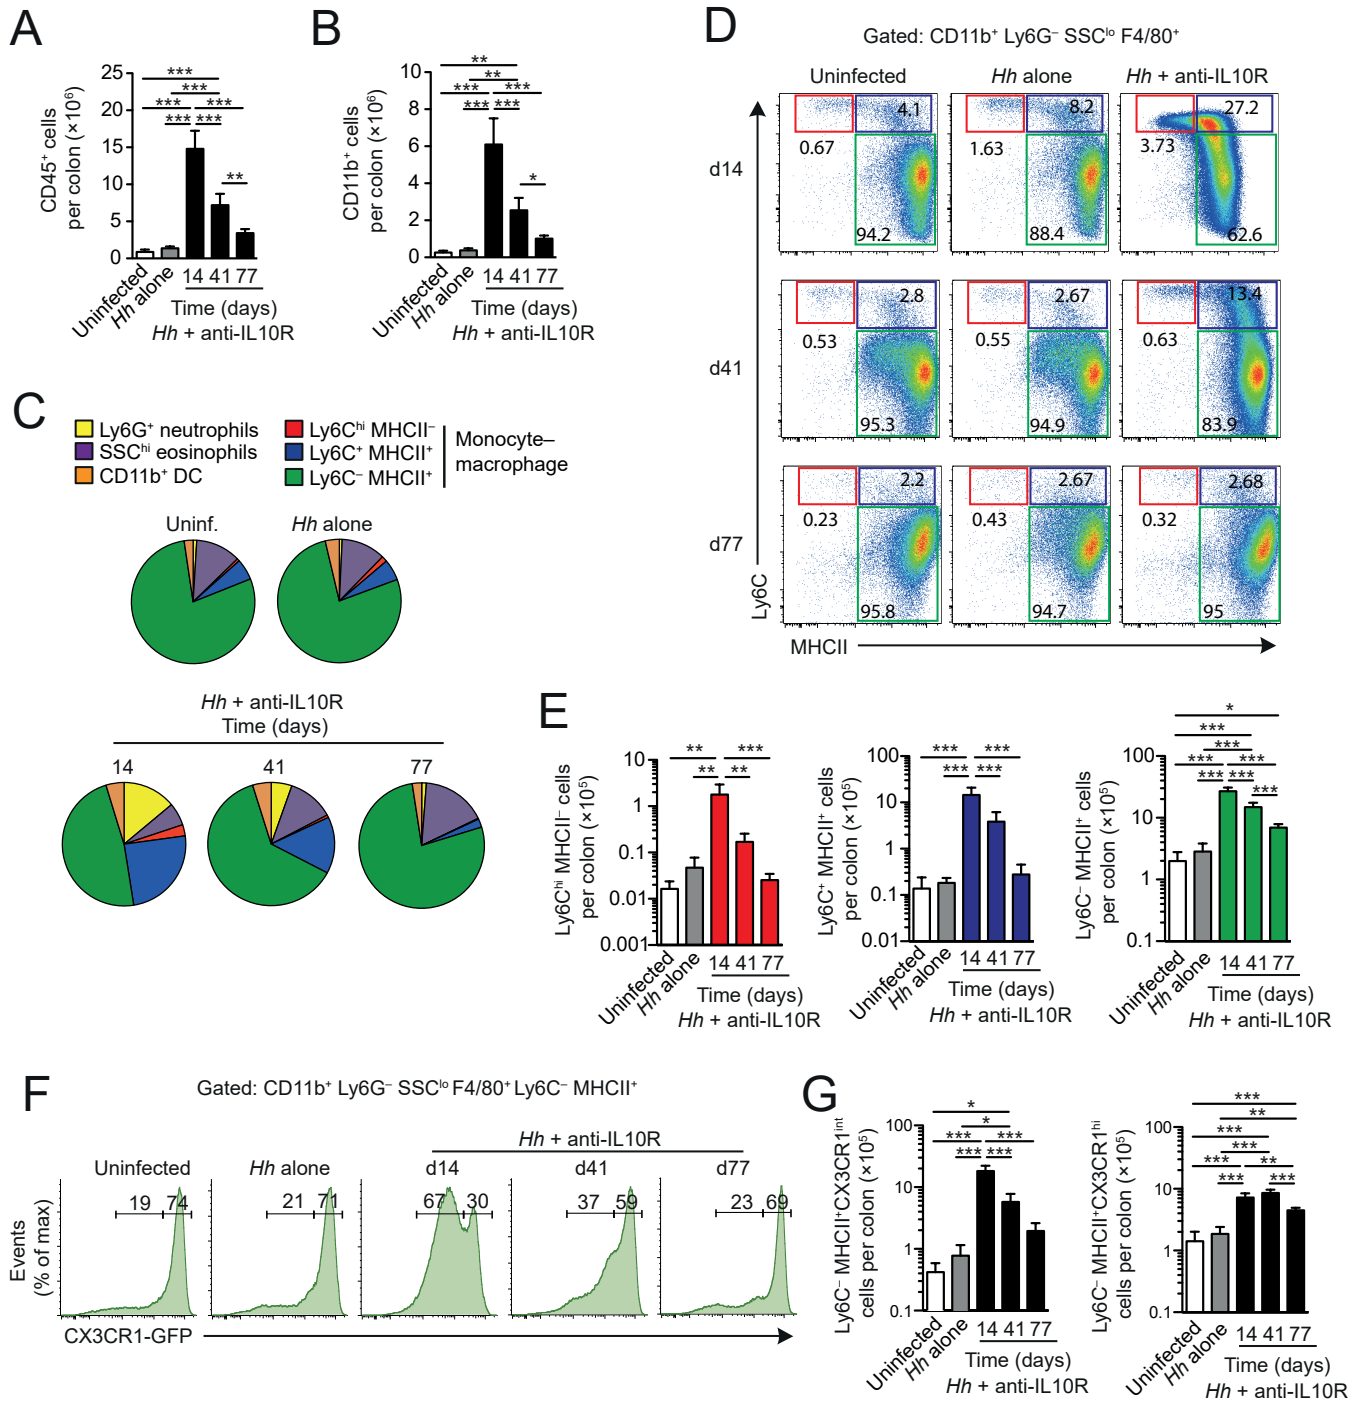 A
CD45⁺ cells
per colon (×10⁶)
25
20
15
10
5
0
***
***
*** ***
*** ***
**
Uninfected
Hh alone
14 41 77
Time (days)
Hh + anti-IL10R
B
CD11b⁺ cells
per colon (×10⁶)
10
8
6
4
2
0
**
**
*** ***
*** ***
*
Uninfected
Hh alone
14 41 77
Time (days)
Hh + anti-IL10R
C
Ly6G⁺ neutrophils
SSCʰⁱ eosinophils
CD11b⁺ DC
Ly6Cʰⁱ MHCII⁻
Ly6C⁺ MHCII⁺
Ly6C⁻ MHCII⁺
Monocyte–
macrophage
Uninf.
Hh alone
Hh + anti-IL10R
Time (days)
14 41 77
D
Gated: CD11b⁺ Ly6G⁻ SSCˡᵒ F4/80⁺
Uninfected
Hh alone
Hh + anti-IL10R
d14
4.1
0.67
94.2
8.2
1.63
88.4
27.2
3.73
62.6
d41
2.8
0.53
95.3
2.67
0.55
94.9
13.4
0.63
83.9
d77
2.2
0.23
95.8
2.67
0.43
94.7
2.68
0.32
95
Ly6C
MHCII
E
Ly6Cʰⁱ MHCII⁻ cells
per colon (×10⁵)
10
1
0.1
0.01
0.001
** ***
** **
Uninfected
Hh alone
14 41 77
Time (days)
Hh + anti-IL10R
Ly6C⁺ MHCII⁺ cells
per colon (×10⁵)
100
10
1
0.1
0.01
*** ***
*** ***
Uninfected
Hh alone
14 41 77
Time (days)
Hh + anti-IL10R
Ly6C⁻ MHCII⁺ cells
per colon (×10⁵)
100
10
1
0.1
*
***
***
*** ***
*** ***
***
Uninfected
Hh alone
14 41 77
Time (days)
Hh + anti-IL10R
F
Gated: CD11b⁺ Ly6G⁻ SSCˡᵒ F4/80⁺ Ly6C⁻ MHCII⁺
Hh + anti-IL10R
Uninfected
Hh alone
d14
d41
d77
19 74
21 71
67 30
37 59
23 69
Events
(% of max)
CX3CR1-GFP
G
Ly6C⁻ MHCII⁺CX3CR1ⁱⁿᵗ
cells per colon (×10⁵)
100
10
1
0.1
*
*
*** ***
*** ***
Uninfected
Hh alone
14 41 77
Time (days)
Hh + anti-IL10R
Ly6C⁻ MHCII⁺CX3CR1ʰⁱ
cells per colon (×10⁵)
100
10
1
0.1
***
**
***
***
*** **
*** ***
Uninfected
Hh alone
14 41 77
Time (days)
Hh + anti-IL10R